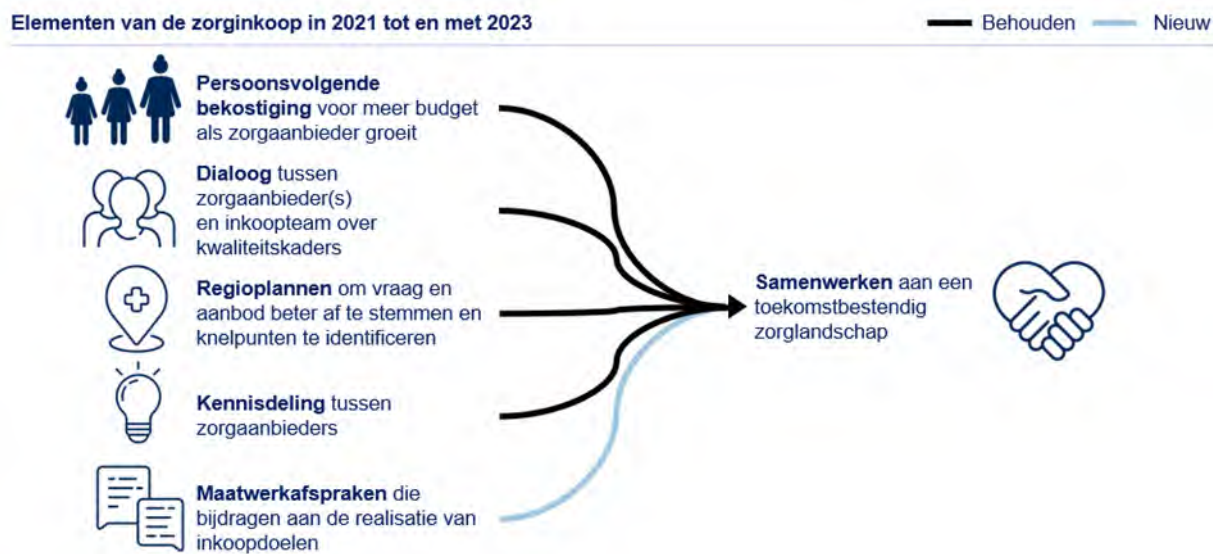 Elementen van de zorginkoop in 2021 tot en met 2023
Behouden
Nieuw
Persoonsvolgende
bekostiging voor meer budget
als zorgaanbieder groeit
Dialoog tussen
zorgaanbieder(s)
en inkoopteam over
kwaliteitskaders
Regioplannen om vraag en
aanbod beter af te stemmen en
knelpunten te identificeren
Kennisdeling tussen
zorgaanbieders
Maatwerkafspraken die
bijdragen aan de realisatie van
inkoopdoelen
Samenwerken aan een
toekomstbestendig
zorglandschap